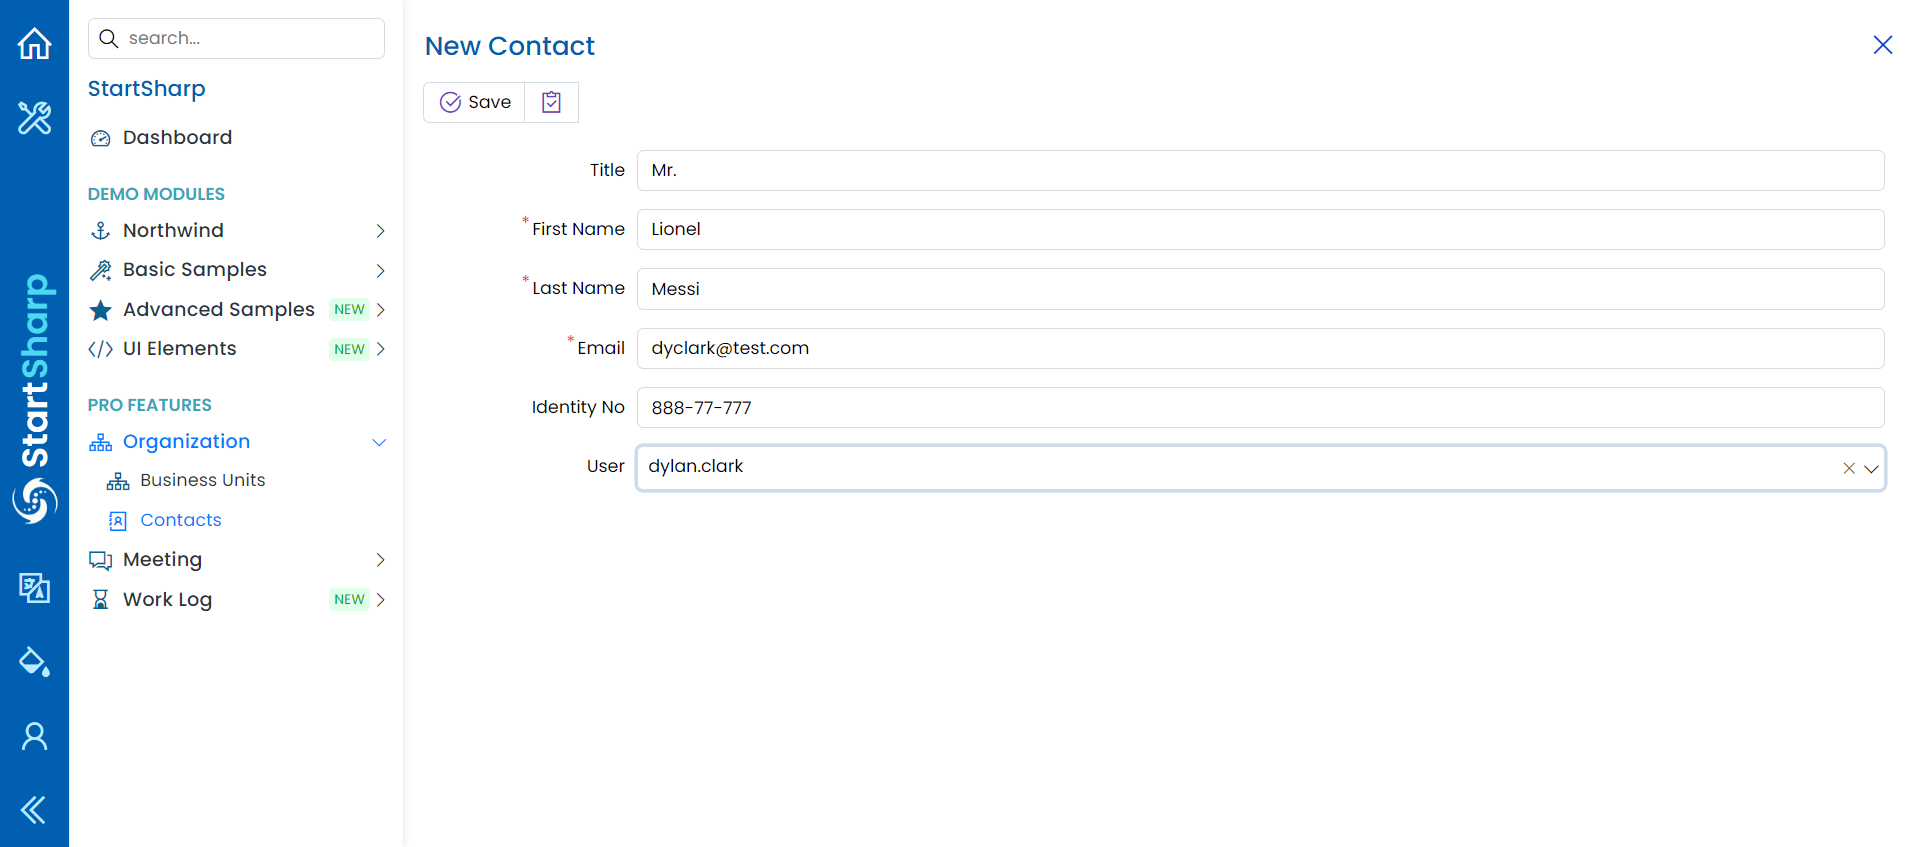 search...
StartSharp
Dashboard
DEMO MODULES
Northwind
Basic Samples
Advanced Samples NEW
UI Elements NEW
PRO FEATURES
Organization
Business Units
Contacts
Meeting
Work Log NEW
StartSharp
New Contact
Save
Title Mr.
* First Name Lionel
* Last Name Messi
* Email dyclark@test.com
Identity No 888-77-777
User dylan.clark